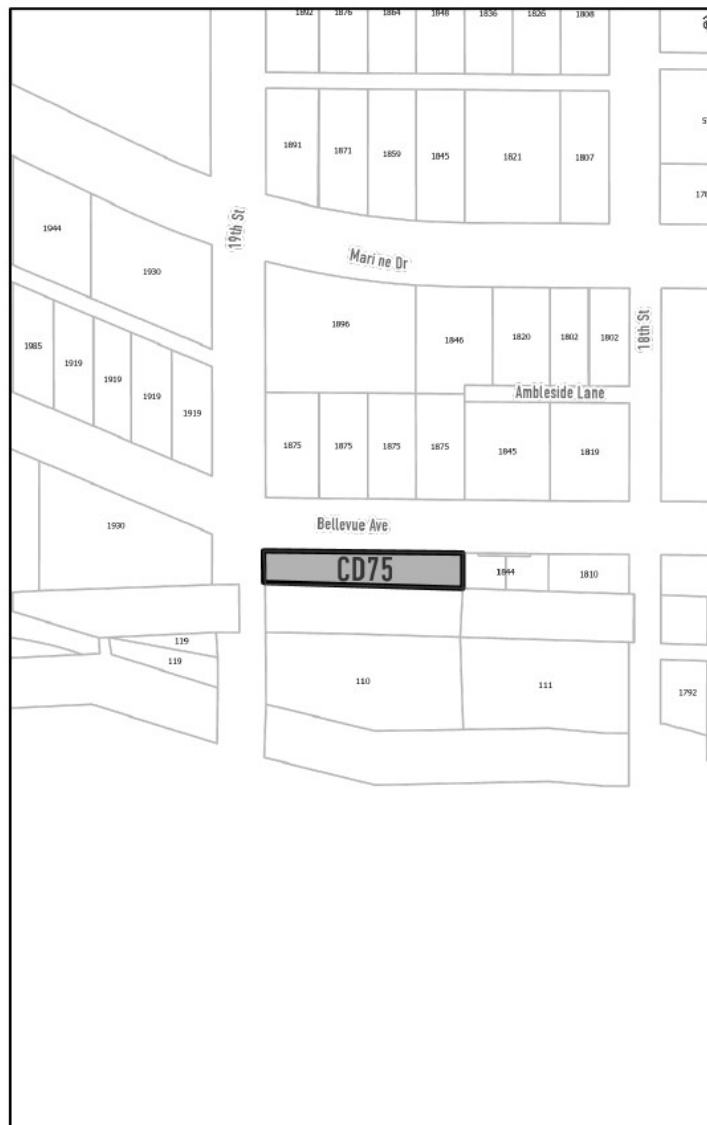 1892 1876 1864 1848 1836 1826 1808
1891 1871 1859 1845 1821 1807
19th St
1944
1930
Marine Dr
1896 1846 1820 1802 1802
18th St
1985 1919 1919 1919 1919
Ambleside Lane
1875 1875 1875 1875 1845 1819
1930
Bellevue Ave
CD75
1844 1810
119
119
110 111
1792